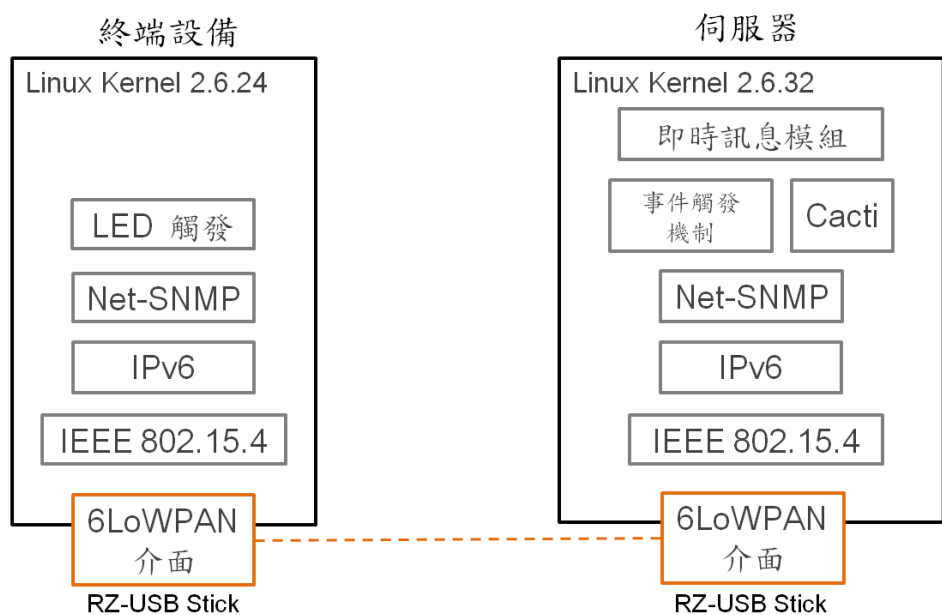 終端設備
Linux Kernel 2.6.24
LED 觸發
Net-SNMP
IPv6
IEEE 802.15.4
6LoWPAN
介面
RZ-USB Stick
伺服器
Linux Kernel 2.6.32
即時訊息模組
事件觸發
機制
Cacti
Net-SNMP
IPv6
IEEE 802.15.4
6LoWPAN
介面
RZ-USB Stick